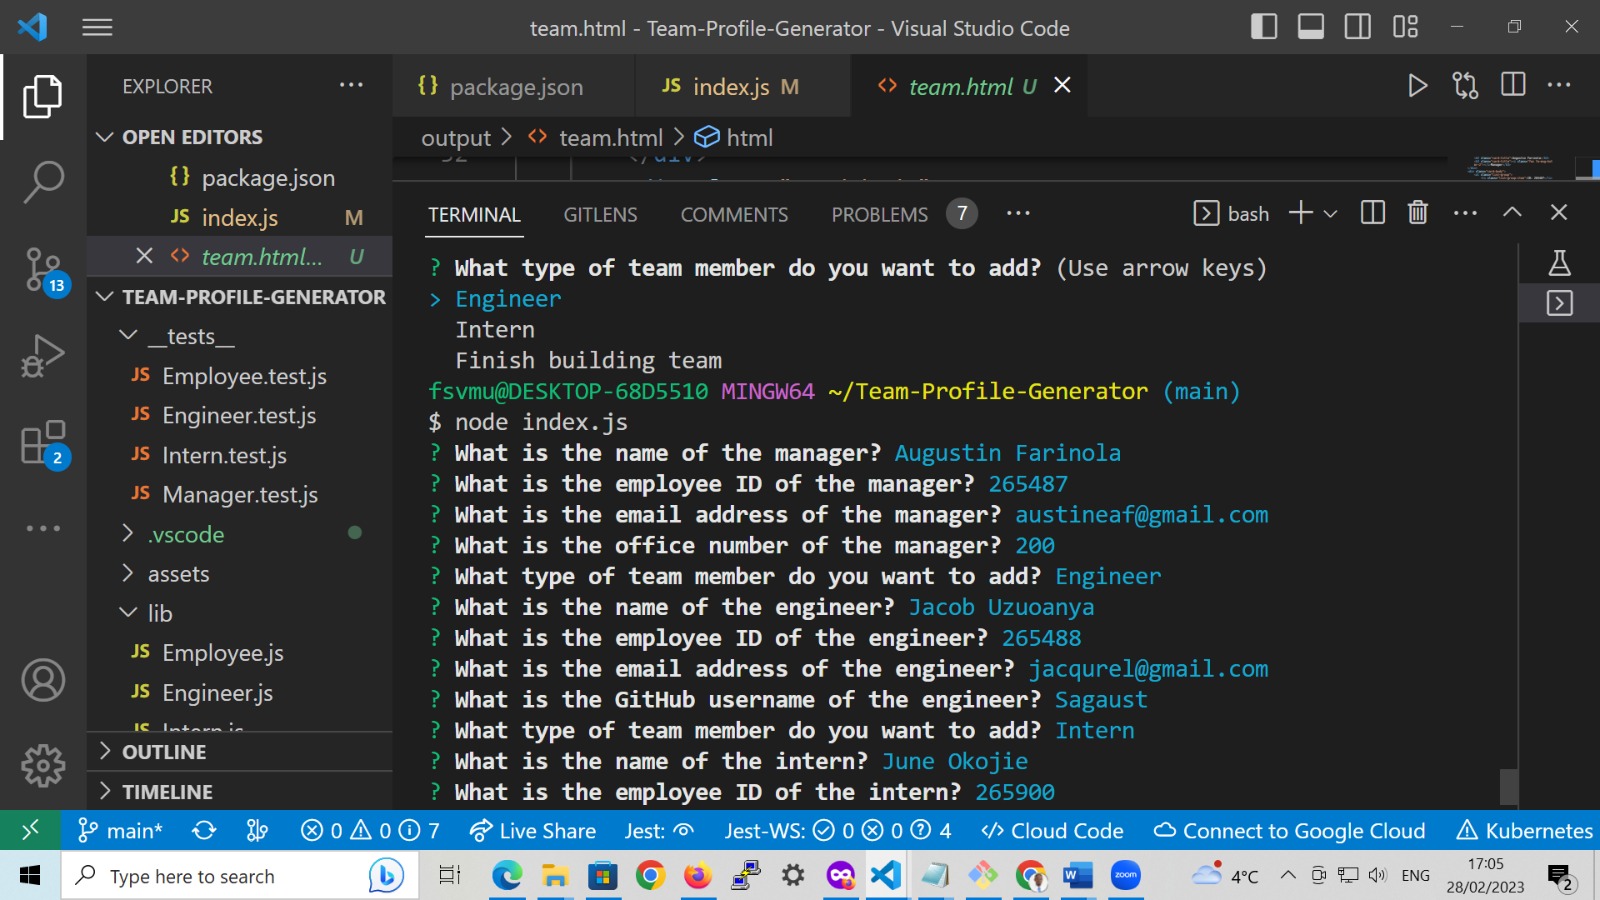 team.html - Team-Profile-Generator - Visual Studio Code
EXPLORER
{} package.json
JS index.js M
<> team.html U
output > <> team.html > html
OPEN EDITORS
{} package.json
JS index.js M
<> team.html... U
TEAM-PROFILE-GENERATOR
__tests__
JS Employee.test.js
JS Engineer.test.js
JS Intern.test.js
JS Manager.test.js
.vscode
assets
lib
JS Employee.js
JS Engineer.js
JS Intern.js
OUTLINE
TIMELINE
13
2
TERMINAL GITLENS COMMENTS PROBLEMS 7 bash
? What type of team member do you want to add? (Use arrow keys)
> Engineer
Intern
Finish building team
fsvmu@DESKTOP-68D5510 MINGW64 ~/Team-Profile-Generator (main)
$ node index.js
? What is the name of the manager? Augustin Farinola
? What is the employee ID of the manager? 265487
? What is the email address of the manager? austineaf@gmail.com
? What is the office number of the manager? 200
? What type of team member do you want to add? Engineer
? What is the name of the engineer? Jacob Uzuoanya
? What is the employee ID of the engineer? 265488
? What is the email address of the engineer? jacqurel@gmail.com
? What is the GitHub username of the engineer? Sagaust
? What type of team member do you want to add? Intern
? What is the name of the intern? June Okojie
? What is the employee ID of the intern? 265900
main* 0 0 7 Live Share Jest: Jest-WS: 0 0 4 </> Cloud Code Connect to Google Cloud Kubernetes
Type here to search
zoom
4°C ENG
17:05
28/02/2023
2